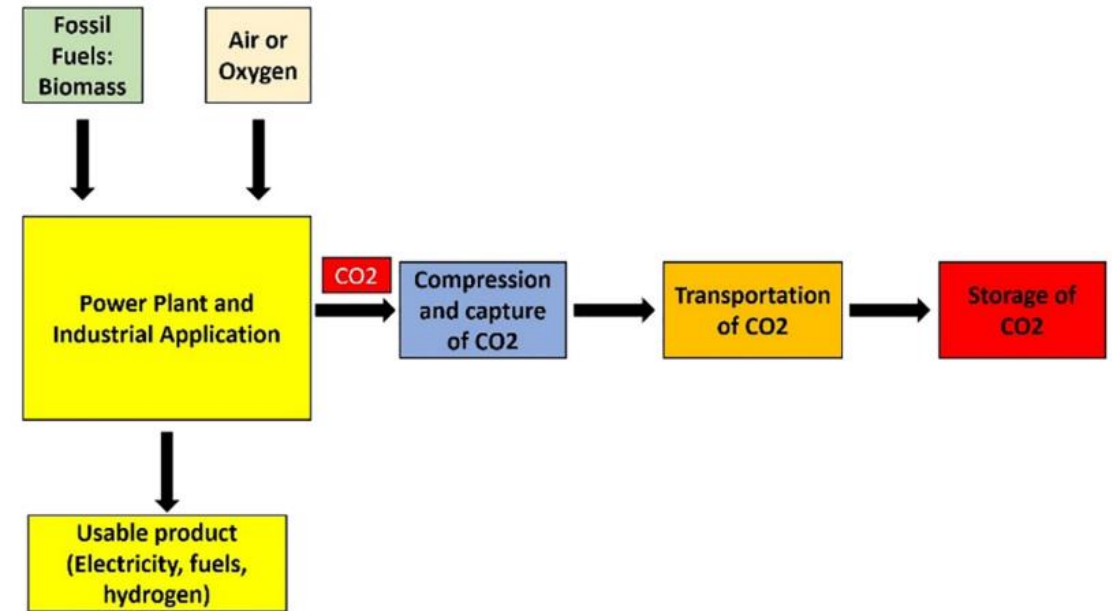 Fossil
Fuels:
Biomass
Air or
Oxygen
Power Plant and
Industrial Application
CO2
Compression
and capture
of CO2
Transportation
of CO2
Storage of
CO2
Usable product
(Electricity, fuels,
hydrogen)